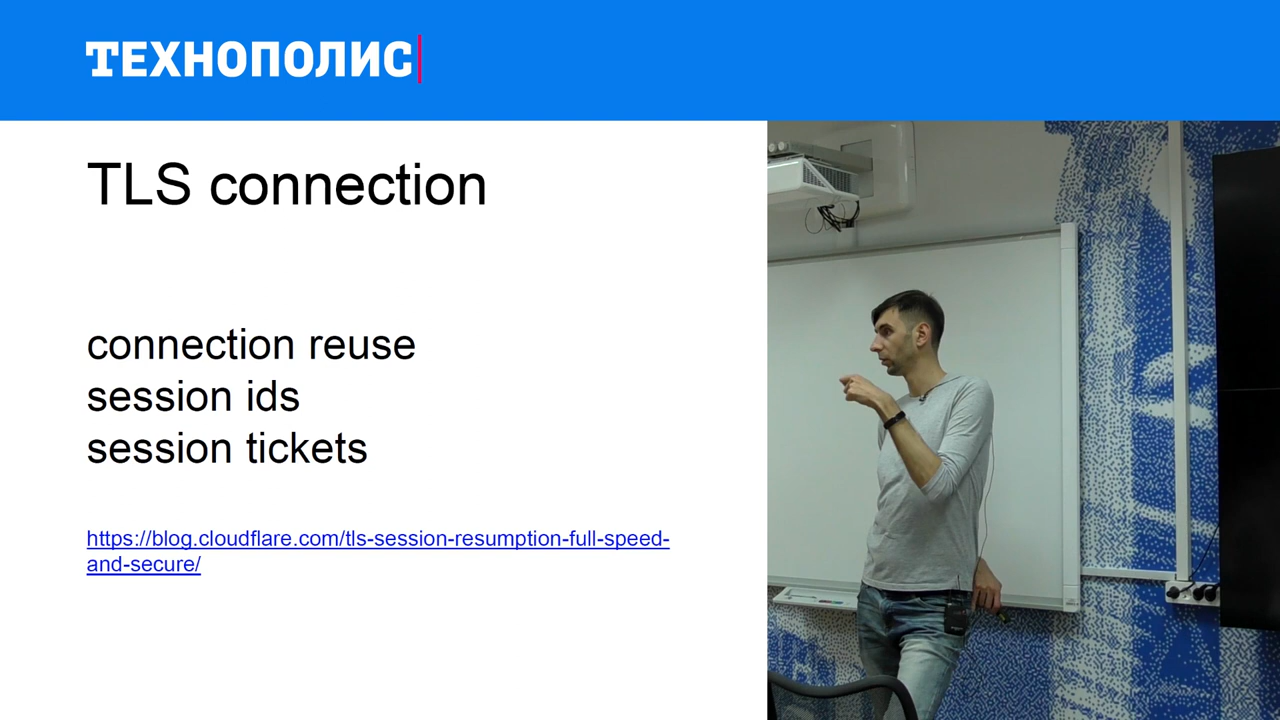 ТЕХНОПОЛИС
TLS connection
connection reuse
session ids
session tickets
https://blog.cloudflare.com/tls-session-resumption-full-speed-
and-secure/